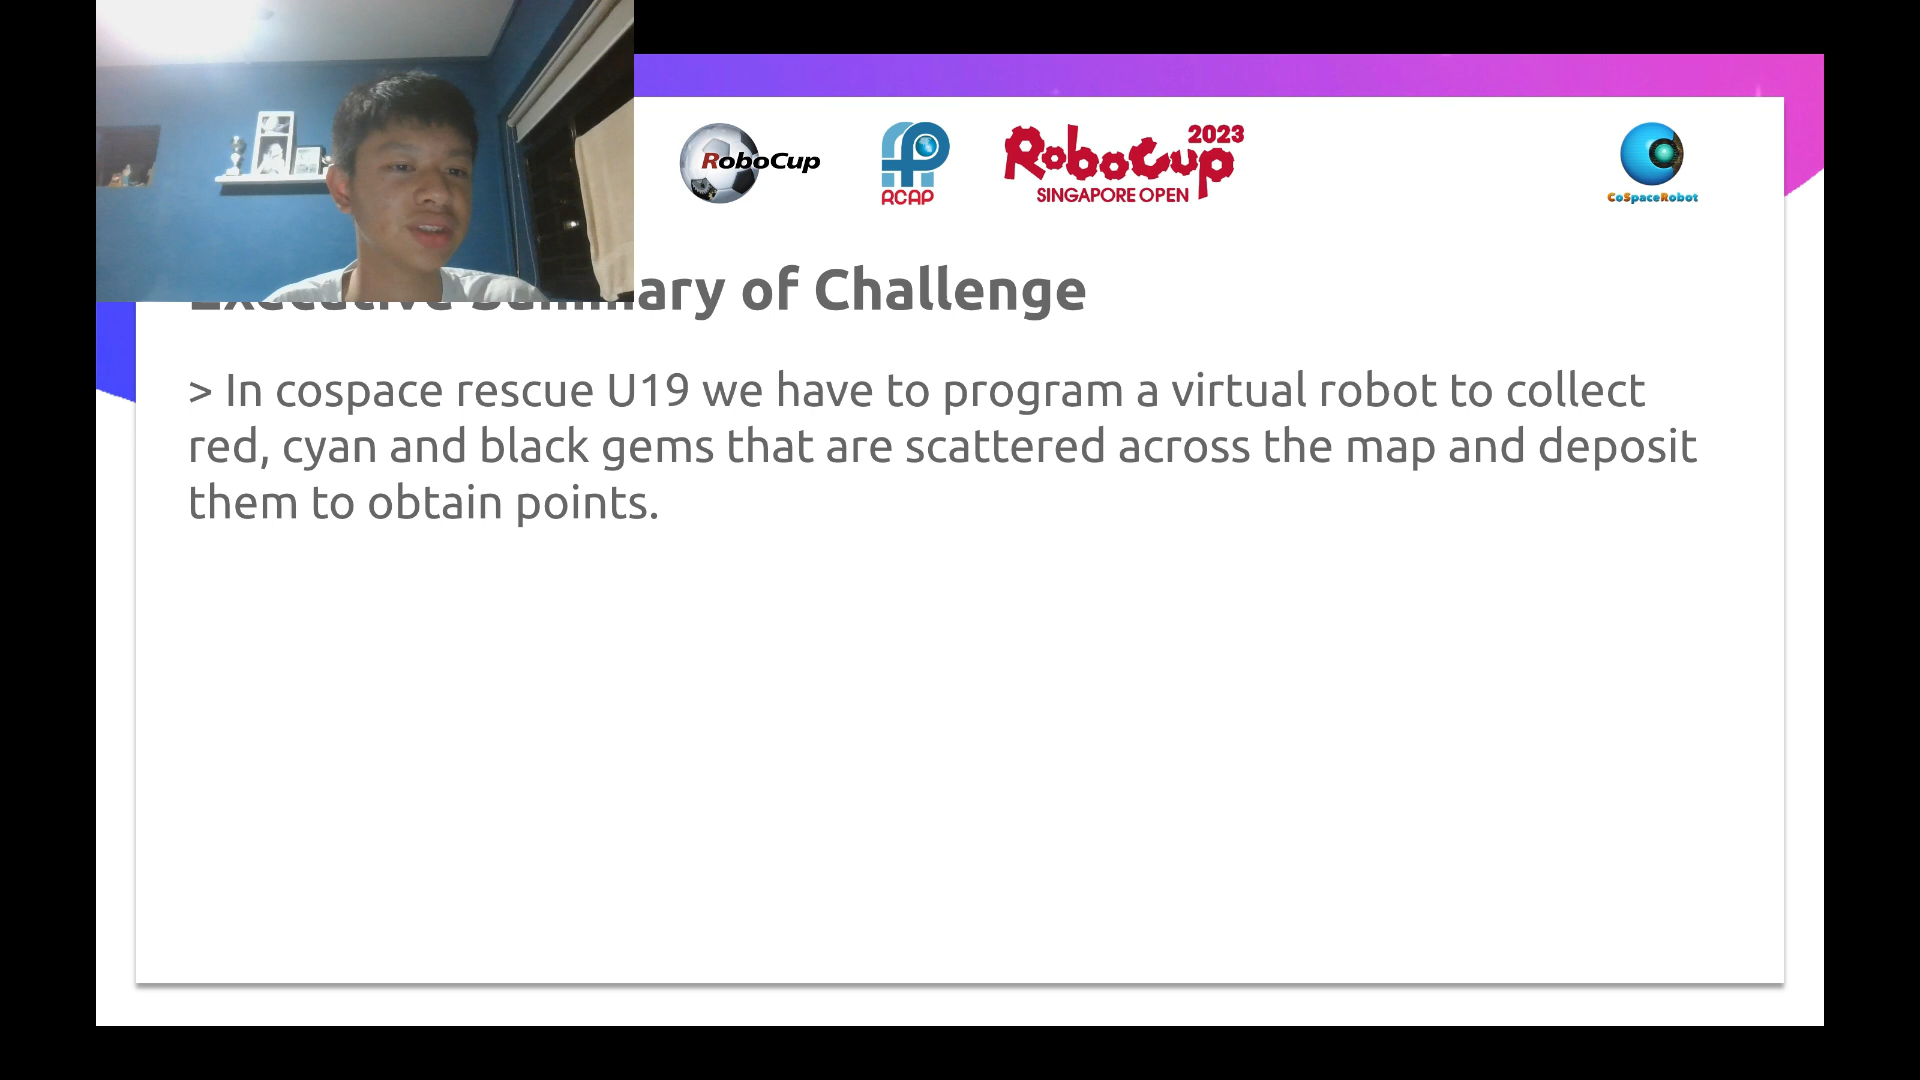 RoboCup
RCAP
RoboCup 2023
SINGAPORE OPEN
CoSpaceRobot
Executive Summary of Challenge
> In cospace rescue U19 we have to program a virtual robot to collect
red, cyan and black gems that are scattered across the map and deposit
them to obtain points.